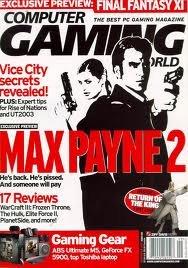 EXCLUSIVE PREVIEW: FINAL FANTASY XI
COMPUTER
THE BEST PC GAMING MAGAZINE
GAMING
WORLD
Vice City
secrets
revealed!
PLUS: Expert tips
for Rise of Nations
and UT2003
EXCLUSIVE PREVIEW
MAX PAYNE 2
He's back. He's pissed.
And someone will pay
RETURN OF
THE KING
17 Reviews
WarCraft III: Frozen Throne,
The Hulk, Elite Force II,
PlanetSide, and more!
Gaming Gear
ABS Ultimate M5, GeForce FX
5900, top Toshiba laptop